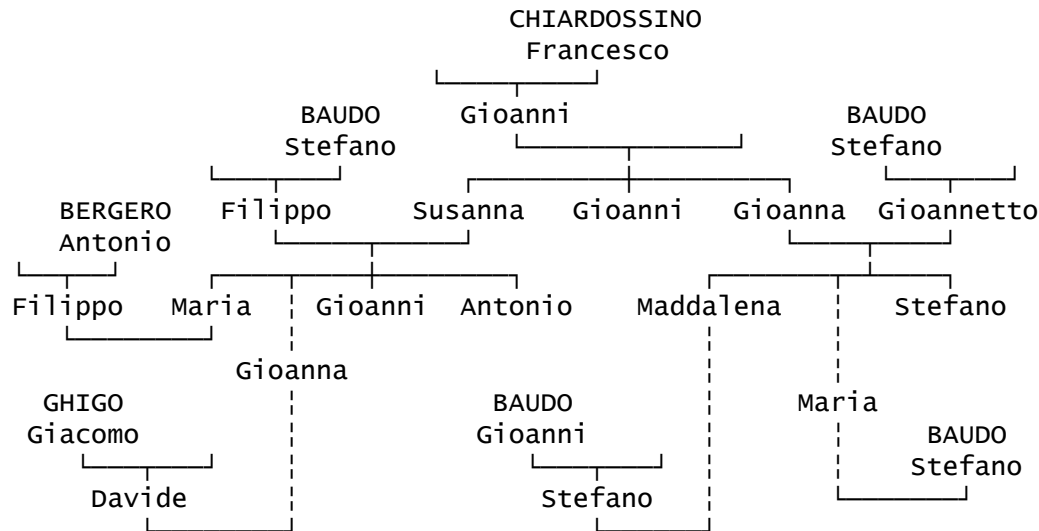 CHIARDOSSINO
Francesco
BAUDO Gioanni BAUDO
Stefano Stefano
BERGERO Filippo Susanna Gioanni Gioanna Gioannetto
Antonio
Filippo Maria Gioanni Antonio Maddalena Stefano
Gioanna
GHIGO BAUDO Maria
Giacomo Gioanni BAUDO
Stefano
Davide Stefano